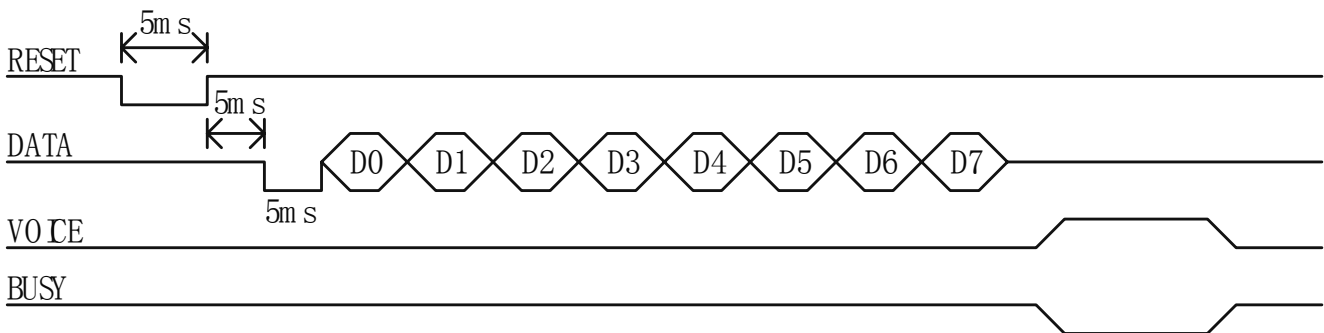 5ms
RESET
5ms
DATA D0 D1 D2 D3 D4 D5 D6 D7
5ms
VOICE
BUSY